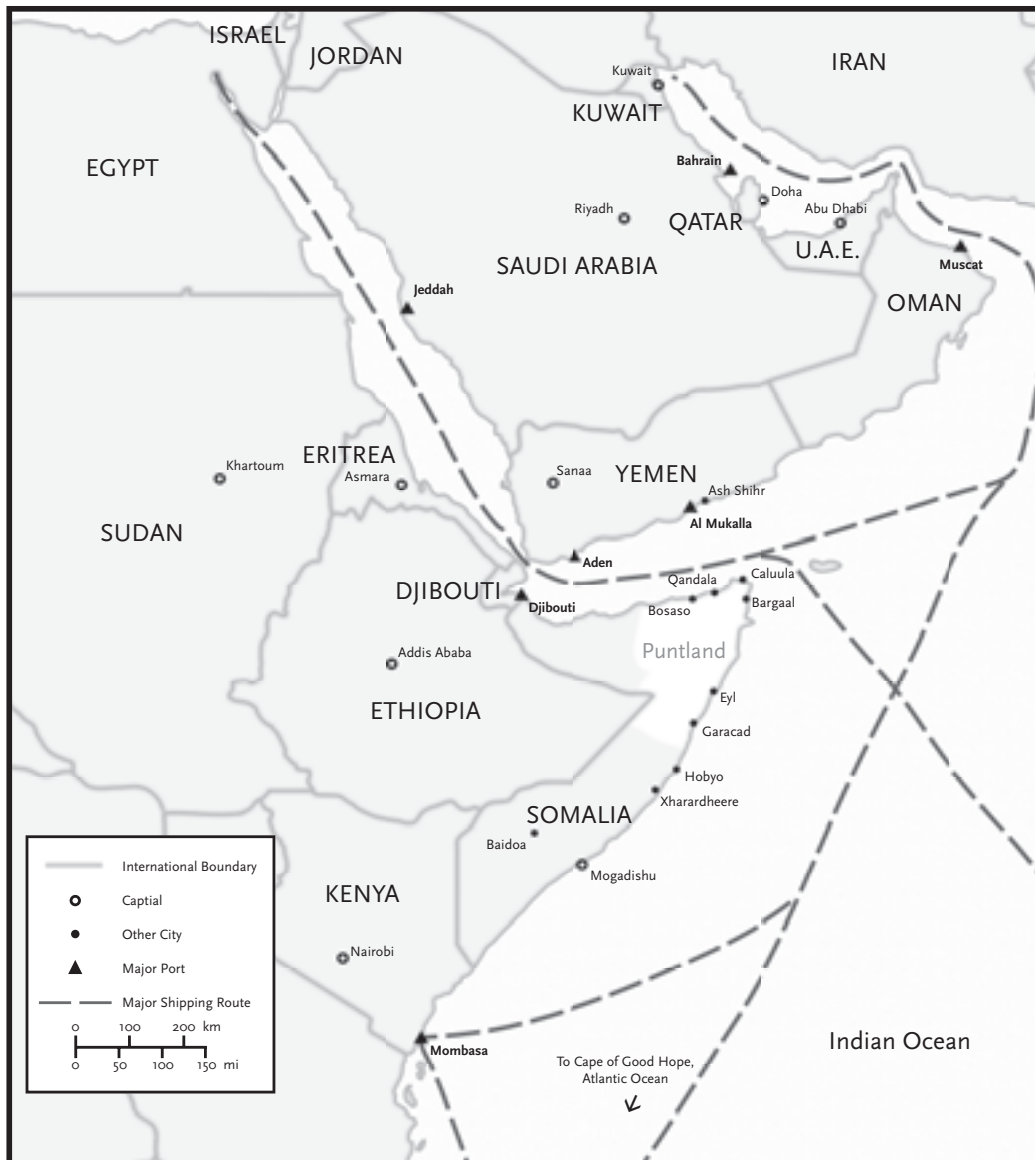 ISRAEL
JORDAN
IRAN
Kuwait
KUWAIT
EGYPT
Bahrain
Doha
Riyadh
Abu Dhabi
QATAR
U.A.E.
SAUDI ARABIA
Muscat
Jeddah
OMAN
ERITREA
Khartoum
Asmara
Sanaa
YEMEN
Ash Shihr
Al Mukalla
SUDAN
Aden
Qandala
Caluula
DJIBOUTI
Djibouti
Bosaso
Bargaal
Puntland
Addis Ababa
Eyl
ETHIOPIA
Garacad
Hobyo
Xharardheere
SOMALIA
Baidoa
Mogadishu
KENYA
Nairobi
Mombasa
Indian Ocean
To Cape of Good Hope,
Atlantic Ocean
International Boundary
Captial
Other City
Major Port
Major Shipping Route
0 100 200 km
0 50 100 150 mi